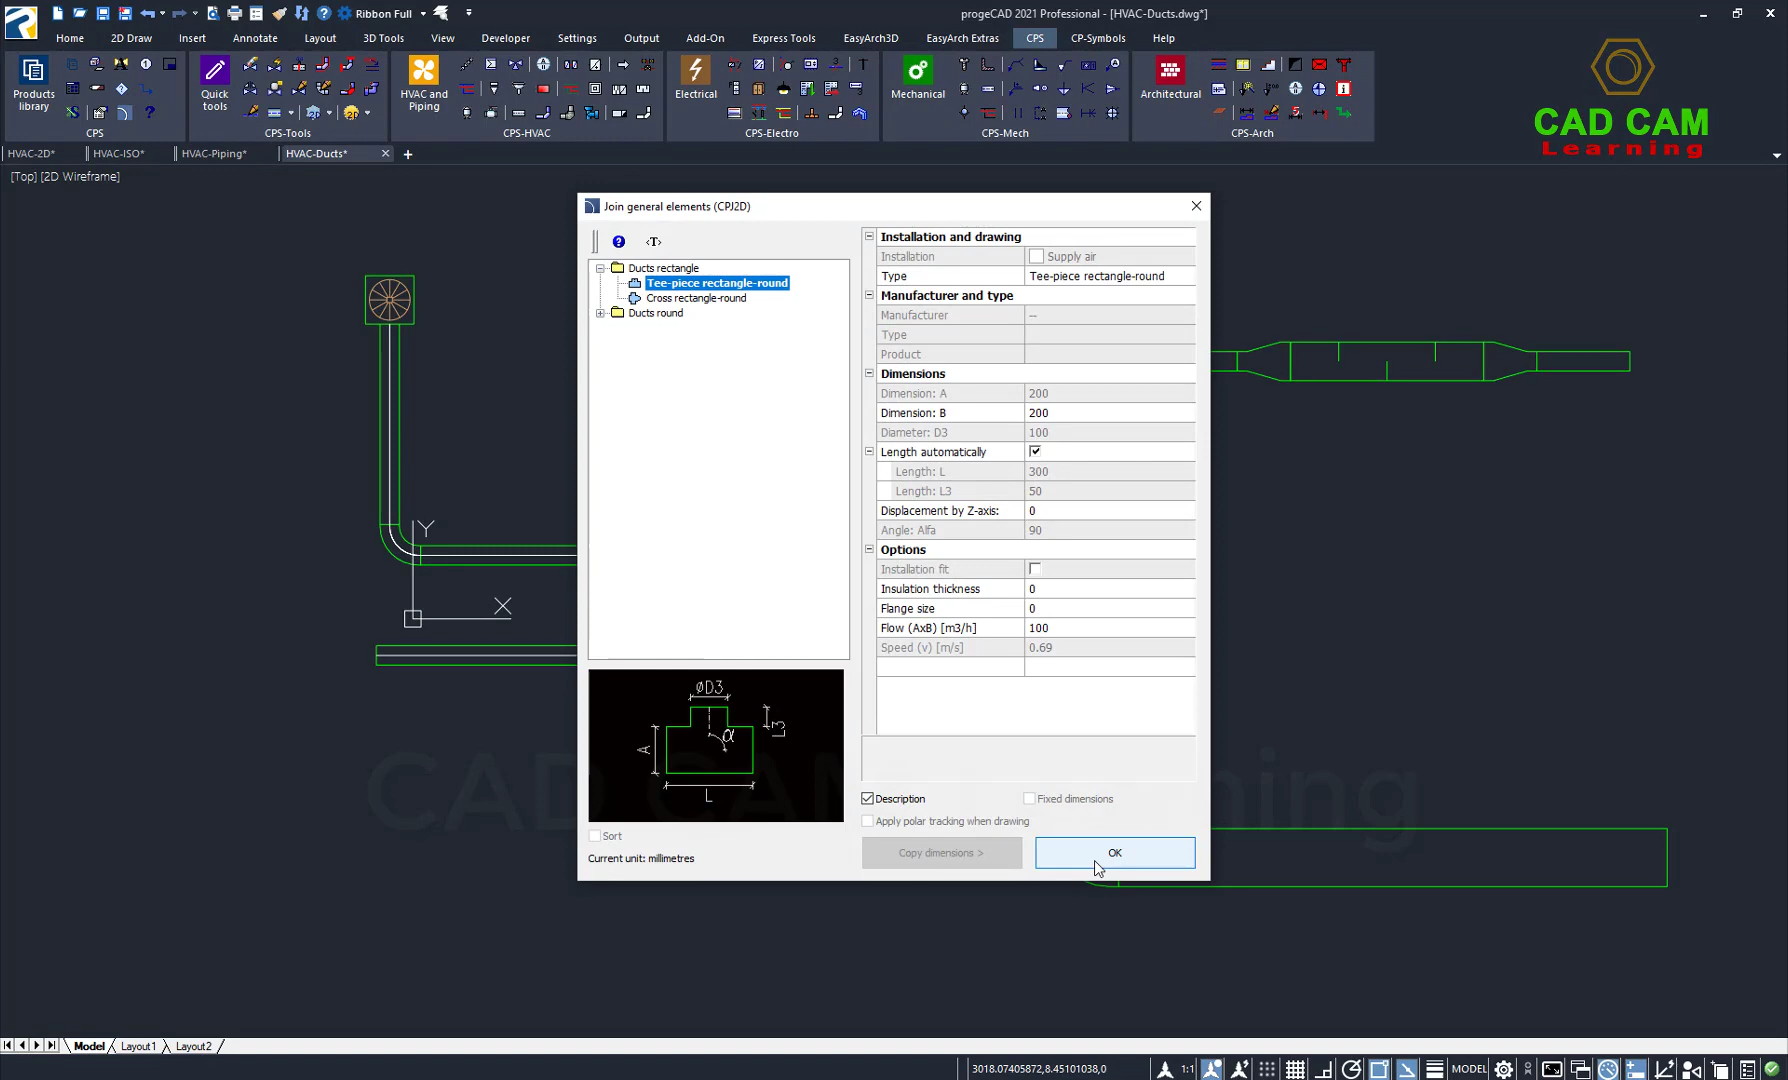 Ribbon Full
progeCAD 2021 Professional - [HVAC-Ducts.dwg*]
Home 2D Draw Insert Annotate Layout 3D Tools View Developer Settings Output Add-On Express Tools EasyArch3D EasyArch Extras CPS CP-Symbols Help
Products library
Quick tools
HVAC and Piping
Electrical
Mechanical
Architectural
CPS CPS-Tools CPS-HVAC CPS-Electro CPS-Mech CPS-Arch
CAD CAM
Learning
HVAC-2D* HVAC-ISO* HVAC-Piping* HVAC-Ducts*
[Top] [2D Wireframe]
Join general elements (CPJ2D)
<T>
Ducts rectangle
Tee-piece rectangle-round
Cross rectangle-round
Ducts round
Installation and drawing
Installation Supply air
Type Tee-piece rectangle-round
Manufacturer and type
Manufacturer --
Type
Product
Dimensions
Dimension: A 200
Dimension: B 200
Diameter: D3 100
Length automatically
Length: L 300
Length: L3 50
Displacement by Z-axis: 0
Angle: Alfa 90
Options
Installation fit
Insulation thickness 0
Flange size 0
Flow (AxB) [m3/h] 100
Speed (v) [m/s] 0.69
Y
X
ØD3
L3
α
A
L
CAD CAM Learning
Description
Fixed dimensions
Apply polar tracking when drawing
Sort
Current unit: millimetres
Copy dimensions >
OK
Model Layout1 Layout2
3018.07405872,8.45101038,0
1:1
MODEL